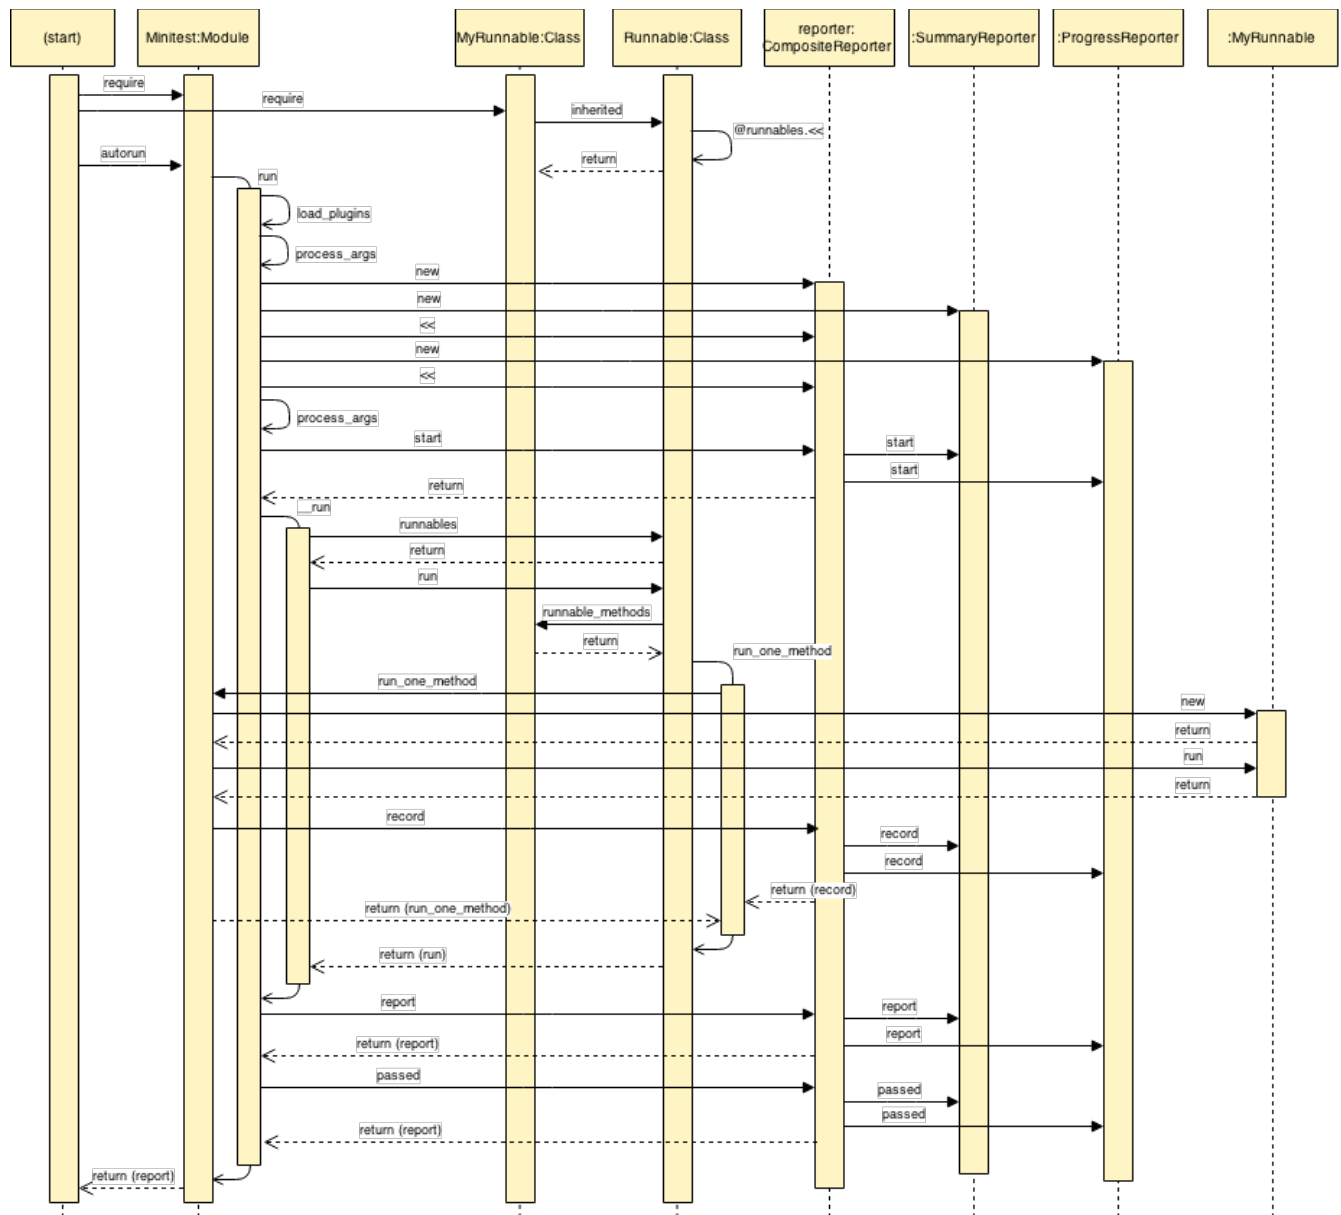 (start)
Minitest:Module
MyRunnable:Class
Runnable:Class
reporter:
CompositeReporter
:SummaryReporter
:ProgressReporter
:MyRunnable
require
require
inherited
@runnables.<<
autorun
return
run
load_plugins
process_args
new
new
<<
new
<<
process_args
start
start
start
return
__run
runnables
return
run
runnable_methods
return
run_one_method
run_one_method
new
return
run
return
record
record
record
return (record)
return (run_one_method)
return (run)
report
report
report
return (report)
passed
passed
passed
return (report)
return (report)